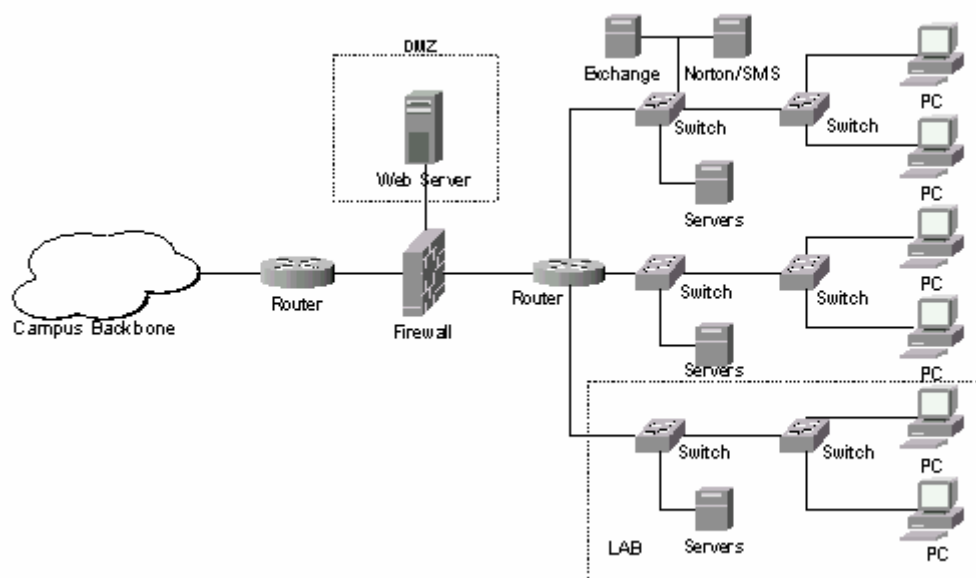 DMZ
Exchange
Norton/SMS
PC
Switch
Switch
Web Server
PC
Servers
PC
Campus Backbone
Router
Firewall
Router
Switch
Switch
Servers
PC
PC
Switch
Switch
LAB
Servers
PC